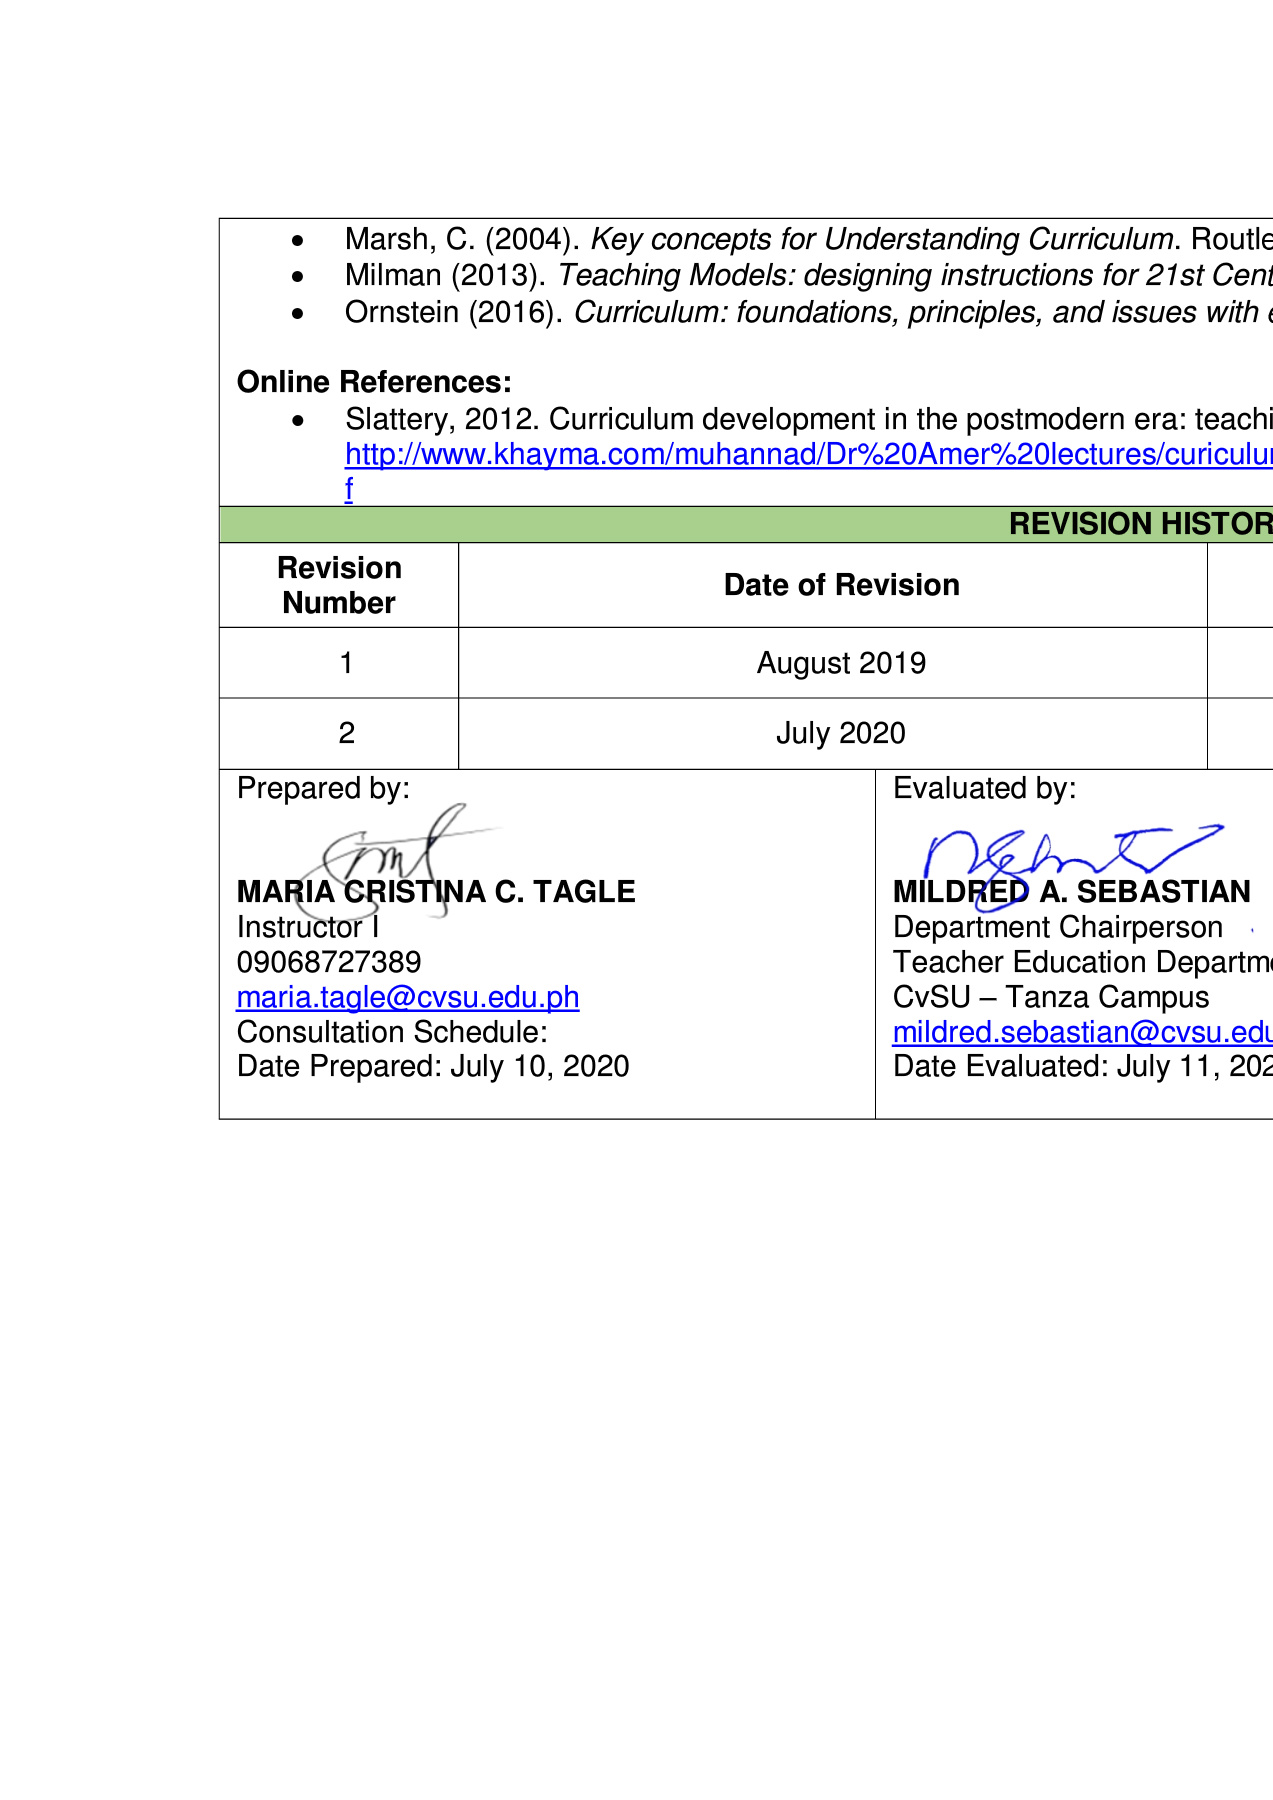 • Marsh, C. (2004). Key concepts for Understanding Curriculum. Routle
• Milman (2013). Teaching Models: designing instructions for 21st Cent
• Ornstein (2016). Curriculum: foundations, principles, and issues with e
Online References:
• Slattery, 2012. Curriculum development in the postmodern era: teachi
http://www.khayma.com/muhannad/Dr%20Amer%20lectures/curiculum
f
REVISION HISTOR
Revision Number
Date of Revision
1
August 2019
2
July 2020
Prepared by:
MARIA CRISTINA C. TAGLE
Instructor I
09068727389
maria.tagle@cvsu.edu.ph
Consultation Schedule:
Date Prepared: July 10, 2020
Evaluated by:
MILDRED A. SEBASTIAN
Department Chairperson
Teacher Education Departme
CvSU – Tanza Campus
mildred.sebastian@cvsu.edu
Date Evaluated: July 11, 202